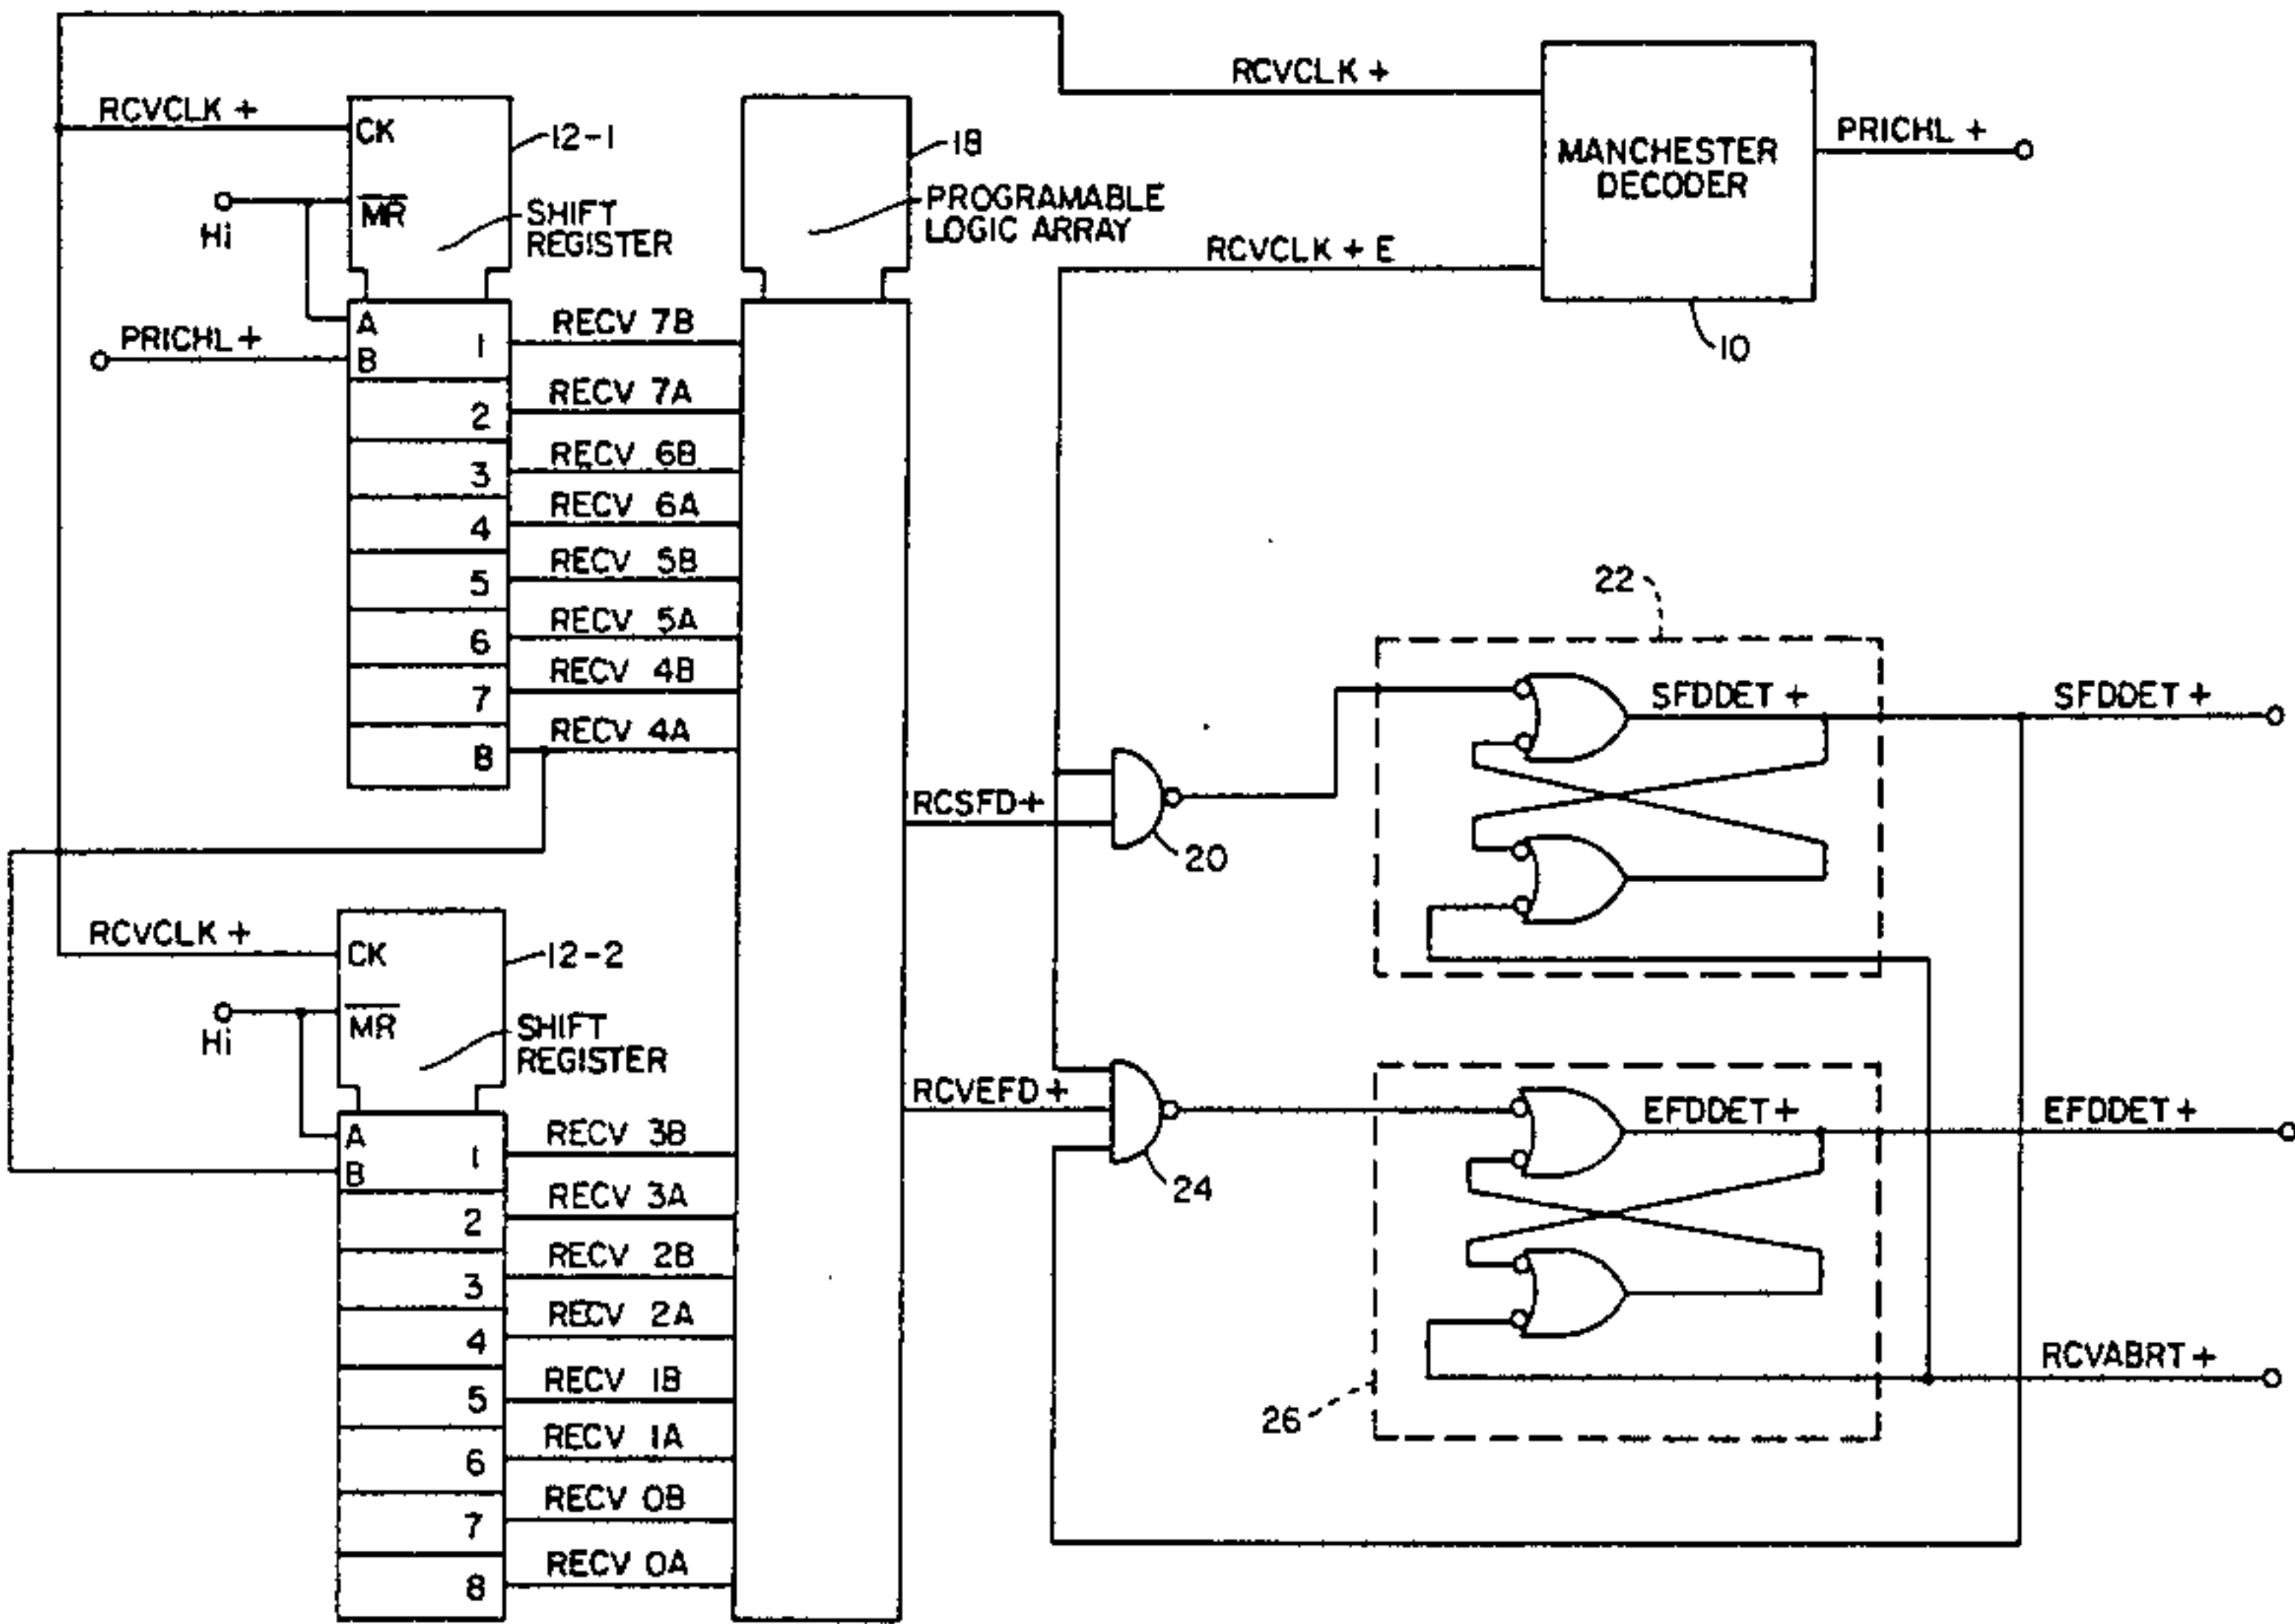 RCVCLK +
CK
12-1
Hi
MR
SHIFT
REGISTER
A
B
PRICHL +
1
2
3
4
5
6
7
8
RECV 7B
RECV 7A
RECV 6B
RECV 6A
RECV 5B
RECV 5A
RECV 4B
RECV 4A
RCVCLK +
CK
12-2
Hi
MR
SHIFT
REGISTER
A
B
1
2
3
4
5
6
7
8
RECV 3B
RECV 3A
RECV 2B
RECV 2A
RECV 1B
RECV 1A
RECV 0B
RECV 0A
18
PROGRAMABLE
LOGIC ARRAY
RCVCLK +
RCVCLK + E
MANCHESTER
DECODER
PRICHL +
10
RCSFD +
20
22
SFDDET +
SFDDET +
RCVEFD +
24
26
EFDDET +
EFDDET +
RCVABRT +